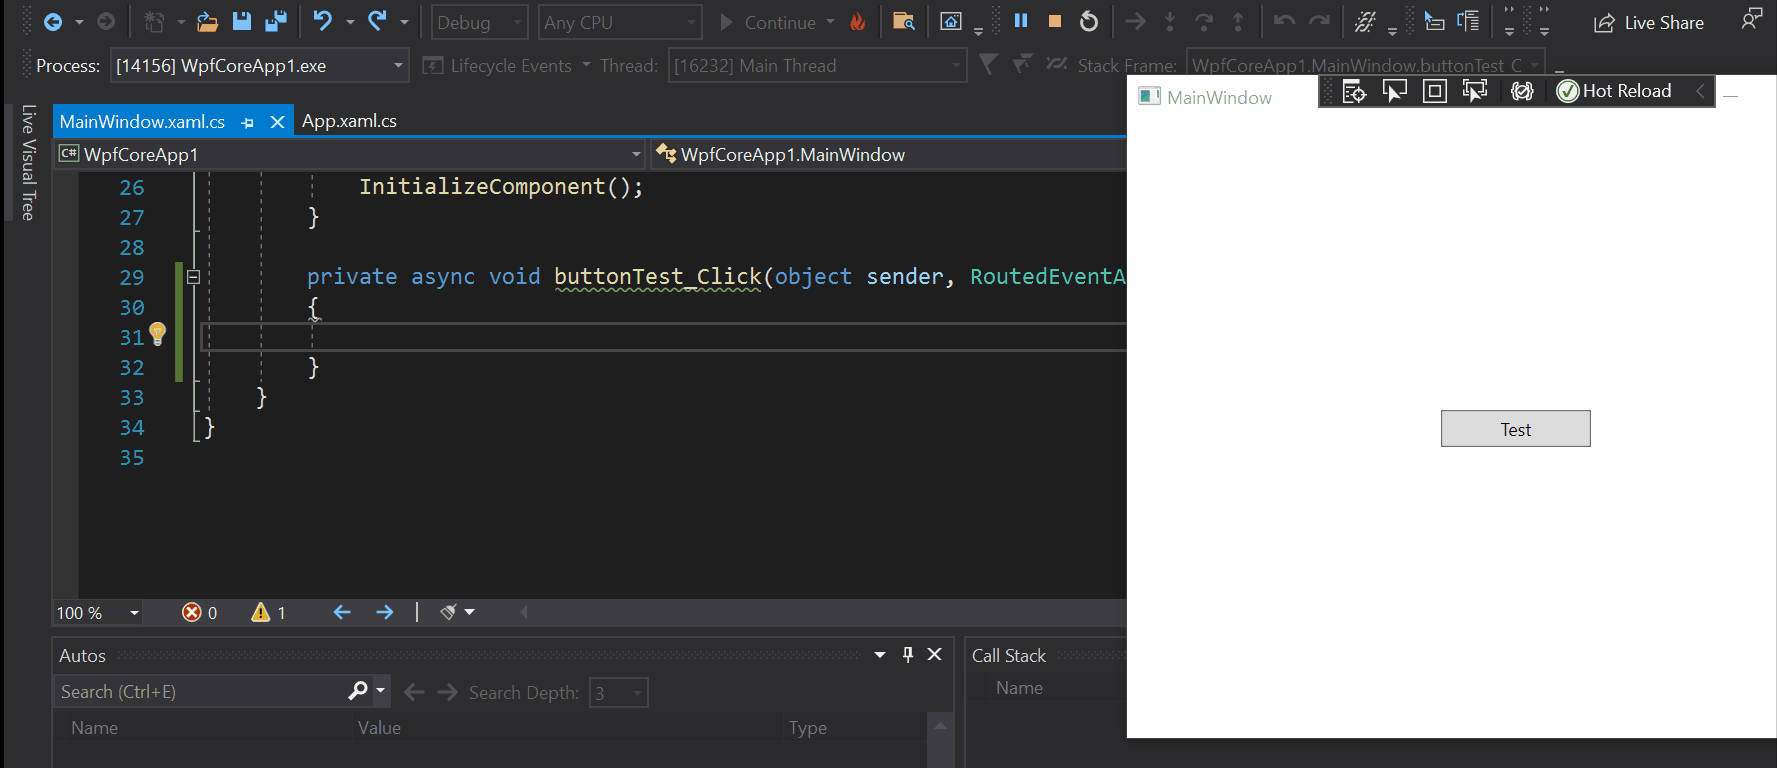 Debug
Any CPU
Continue
Live Share
Process:
[14156] WpfCoreApp1.exe
Lifecycle Events
Thread:
[16232] Main Thread
Stack Frame:
WpfCoreApp1.MainWindow.buttonTest_C
MainWindow
Hot Reload
Live Visual Tree
MainWindow.xaml.cs
App.xaml.cs
C# WpfCoreApp1
WpfCoreApp1.MainWindow
26 InitializeComponent();
27 }
28
29 private async void buttonTest_Click(object sender, RoutedEventA
30 {
31
32 }
33 }
34 }
35
Test
100 %
0
1
Autos
Call Stack
Search (Ctrl+E)
Search Depth:
3
Name
Name
Value
Type